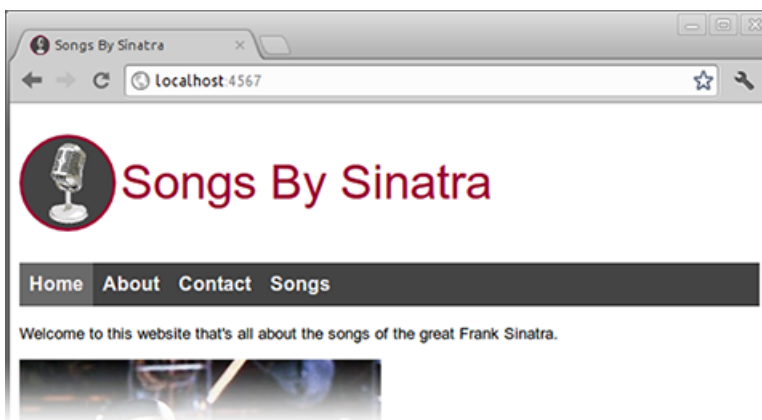 Songs By Sinatra
localhost:4567
Songs By Sinatra
Home About Contact Songs
Welcome to this website that's all about the songs of the great Frank Sinatra.